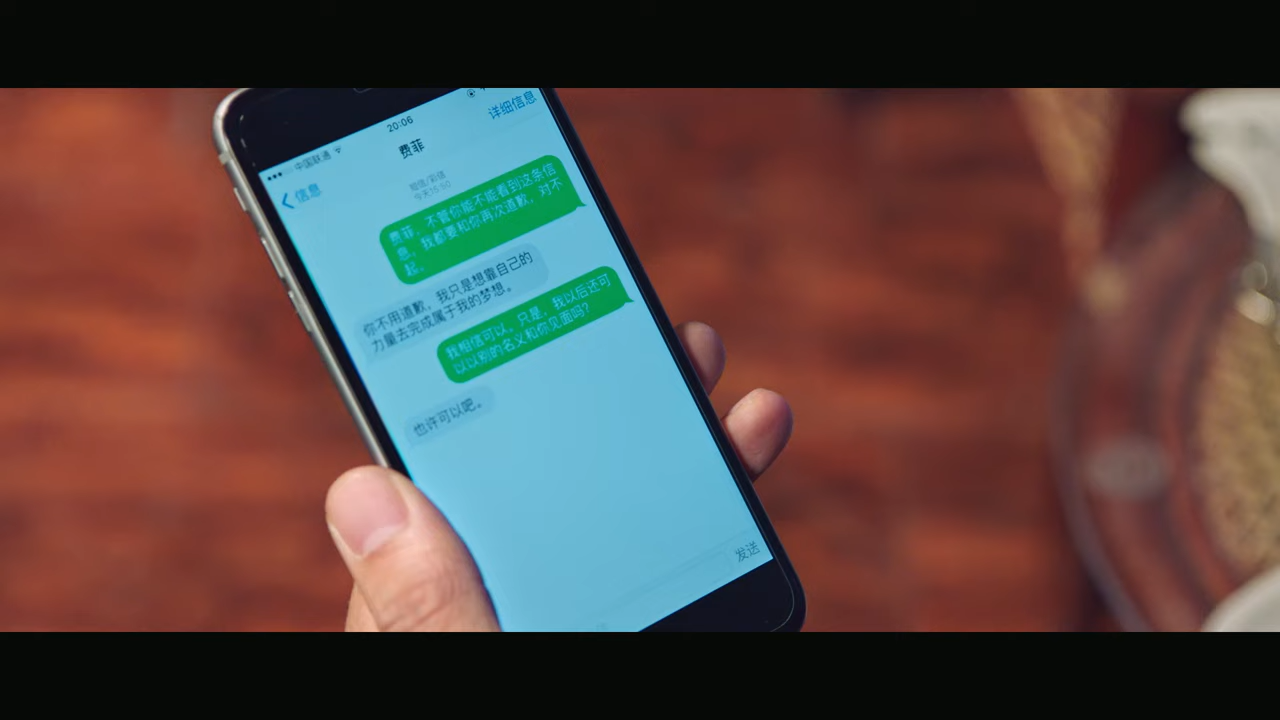 中国联通
20:06
信息
费菲
详细信息
短信/彩信
费菲，不管你能不能看到这条信
息，我都要和你再次道歉，对不
起。
你不用道歉，我只是想靠自己的
力量去完成属于我的梦想。
我相信可以。只是，我以后还可
以以别的名义和你见面吗？
也许可以吧。
发送